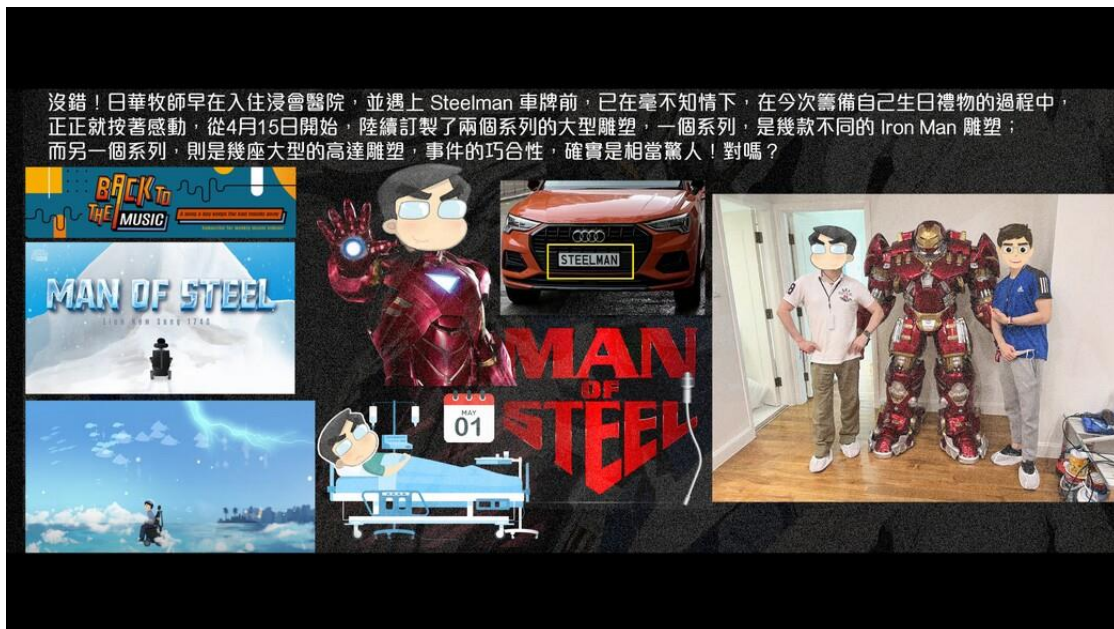 沒錯！日華牧師早在入住浸會醫院，並遇上 Steelman 車牌前，已在毫不知情下，在今次籌備自己生日禮物的過程中，
正正就按著感動，從4月15日開始，陸續訂製了兩個系列的大型雕塑，一個系列，是幾款不同的 Iron Man 雕塑；
而另一個系列，則是幾座大型的高達雕塑，事件的巧合性，確實是相當驚人！對嗎？
BACK TO
THE MUSIC
MAN OF STEEL
STEELMAN
MAN
OF
STEEL
MAY
01